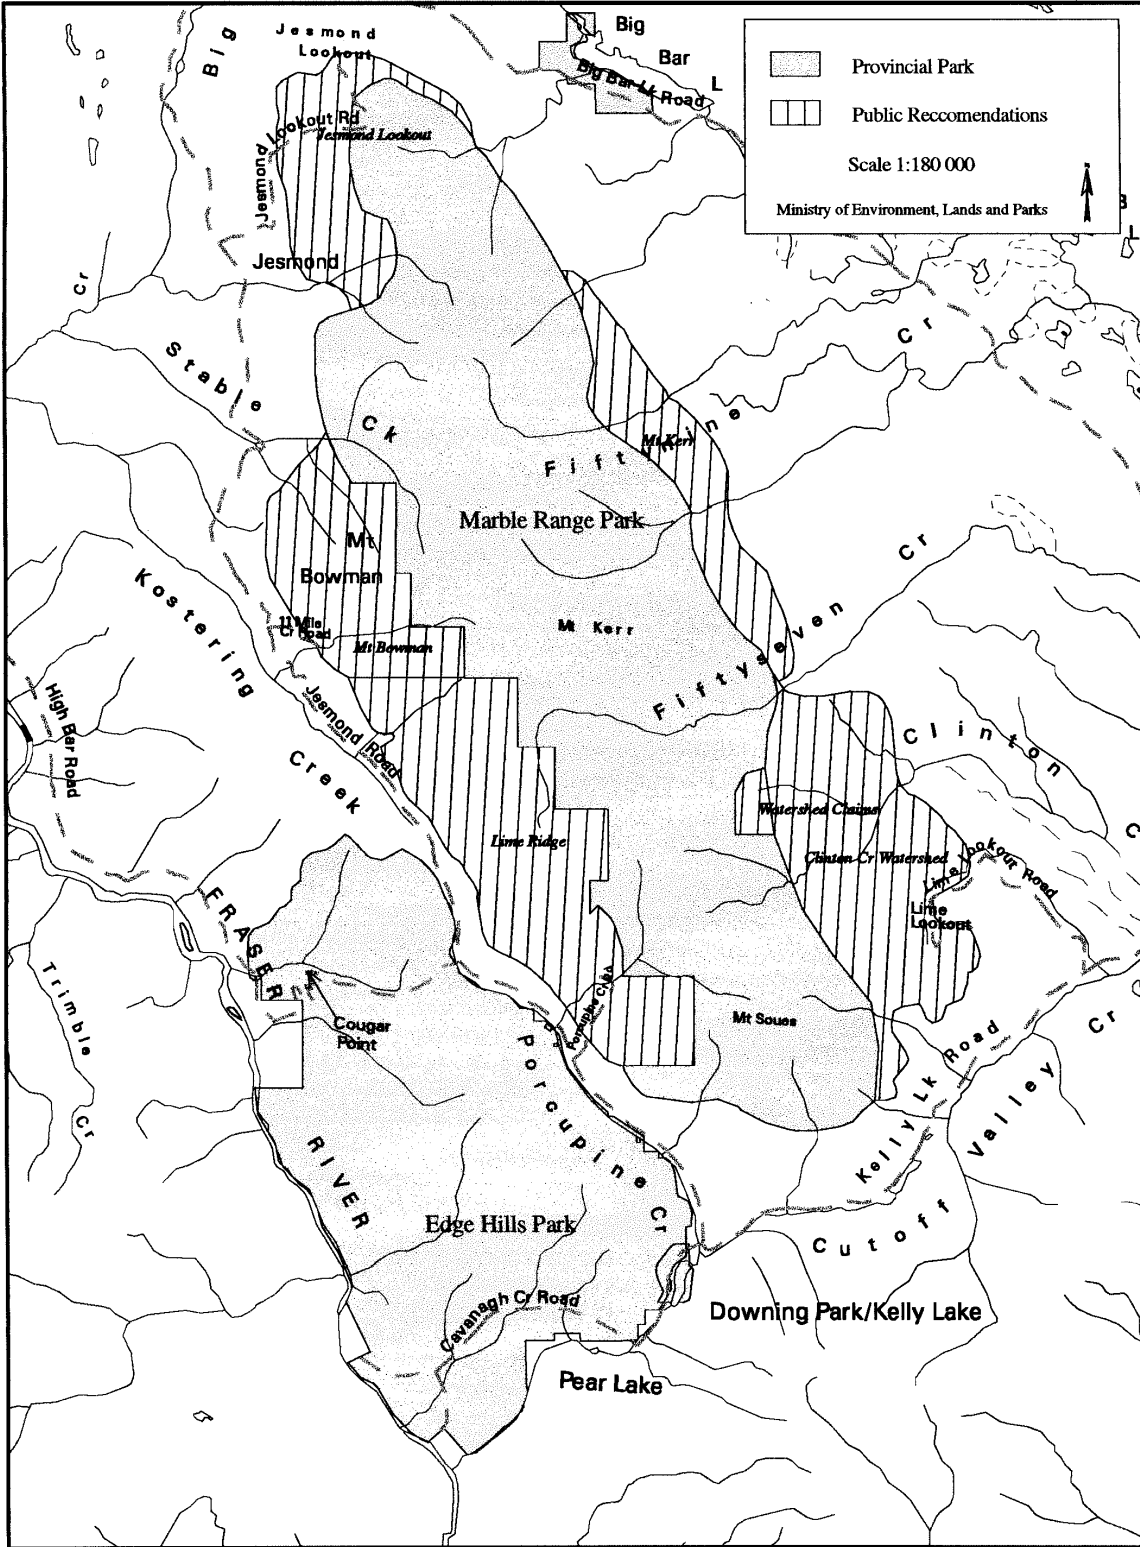 Big
Jesmond
Lookout
Big
Bar
L
Big Bar Lk Road
Provincial Park
Public Reccomendations
Scale 1:180 000
Ministry of Environment, Lands and Parks
B
L
Jesmond Lookout Rd
Jesmond Lookout
Jesmond
Cr
Stable
Ck
Cr
Fiftynine
Mt Kerr
Marble Range Park
Mt
Bowman
Cr
Kostering
Creek
11 Mile
Cr Road
Mt Bowman
Mt Kerr
Fiftyseven
High Bar Road
Jesmond Road
Clinton
C
Watershed Claims
Lime Ridge
Clinton Cr Watershed
Lime Lookout Road
Lime
Lookout
FRASER
Trimble
Cr
Cougar
Point
Porcupine Cr Rd
Mt Soues
Cr
Porcupine
Cr
Kelly Lk Road
Valley
RIVER
Edge Hills Park
Cutoff
Cavanagh Cr Road
Downing Park/Kelly Lake
Pear Lake